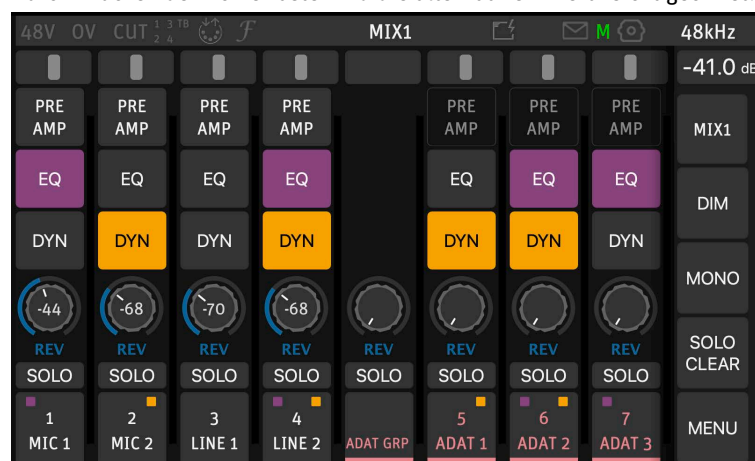 48V OV CUT 1 3 TB 2 4 MIX1 M 48kHz
-41.0 dB
PRE AMP PRE AMP PRE AMP PRE AMP PRE AMP PRE AMP PRE AMP MIX1
EQ EQ EQ EQ EQ EQ EQ
DIM
DYN DYN DYN DYN DYN DYN DYN
MONO
-44 -68 -70 -68
REV REV REV REV REV REV REV REV
SOLO CLEAR
SOLO SOLO SOLO SOLO SOLO SOLO SOLO SOLO
1 2 3 4 5 6 7
MENU
MIC 1 MIC 2 LINE 1 LINE 2 ADAT GRP ADAT 1 ADAT 2 ADAT 3